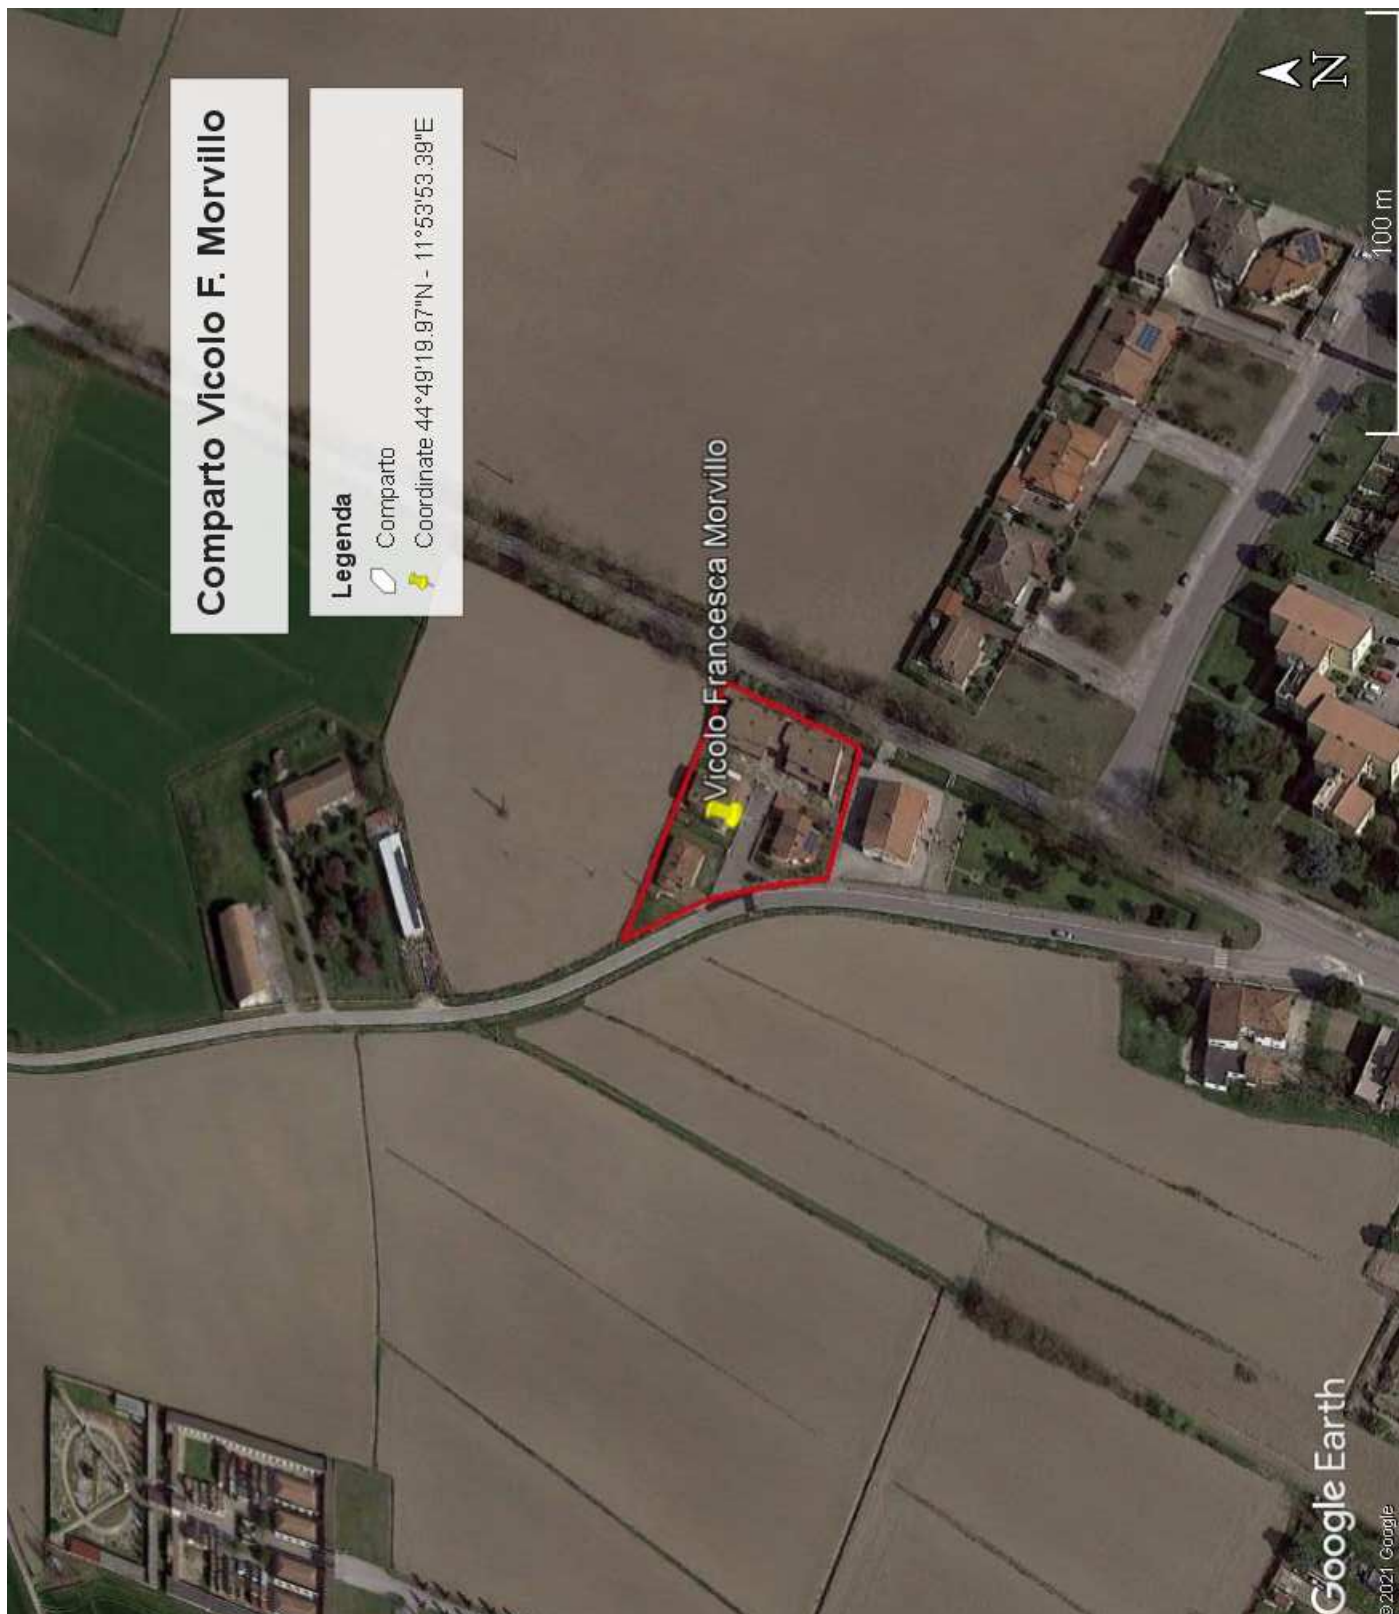 Comparto Vicolo F. Morvillo
Legenda
Comparto
Coordinate 44°49'19.97"N - 11°53'53.39"E
Vicolo Francesca Morvillo
N
100 m
Google Earth
©2021 Google